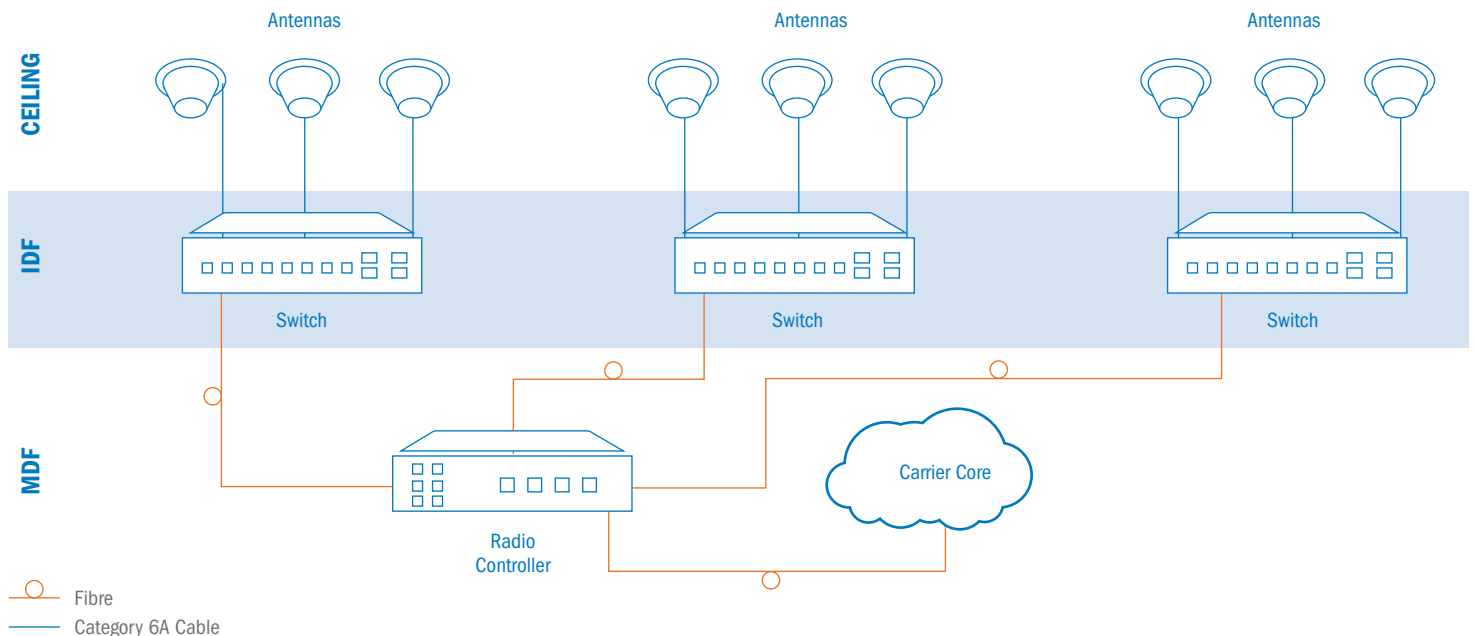 Antennas
Antennas
Antennas
CEILING
IDF
Switch
Switch
Switch
MDF
Carrier Core
Radio
Controller
Fibre
Category 6A Cable